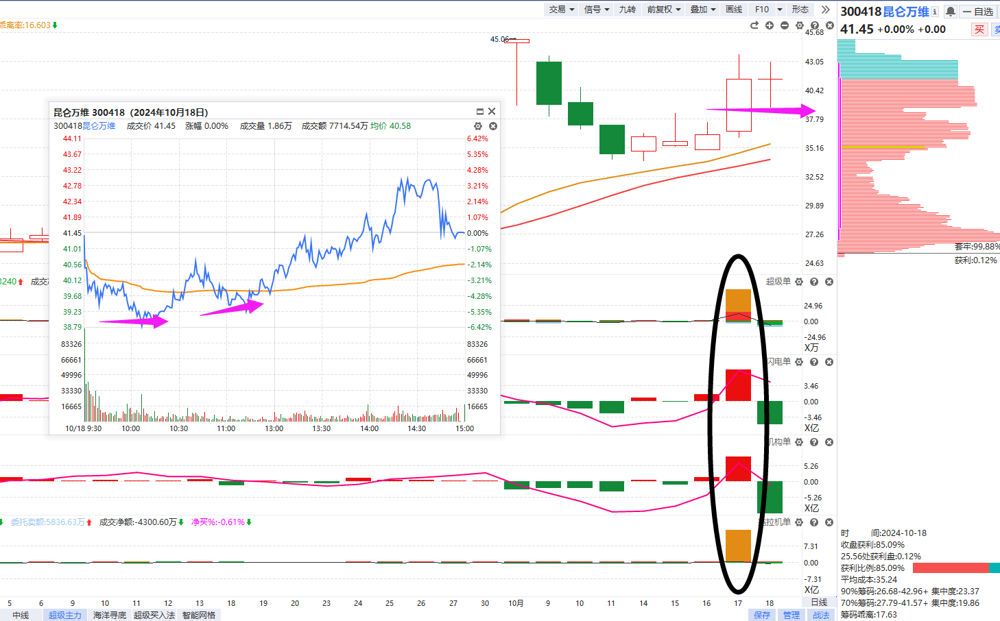 交易 信号 九转 前复权 叠加 画线 F10 形态
300418昆仑万维 自选
41.45 +0.00% +0.00 买
乖离率:16.603
45.06
45.68
43.05
40.42
37.79
35.16
32.52
29.89
27.26
24.63
昆仑万维 300418（2024年10月18日）
300418昆仑万维 成交价 41.45 涨幅 0.00% 成交量 1.86万 成交额 7714.54万 均价 40.58
44.11 6.42%
43.67 5.35%
43.22 4.28%
42.78 3.21%
42.34 2.14%
41.89 1.07%
41.45 0.00%
41.01 -1.07%
40.56 -2.14%
40.12 -3.21%
39.68 -4.28%
39.23 -5.35%
38.79 -6.42%
83326 83326
66661 66661
49996 49996
33330 33330
16665 16665
10/18 9:30 10:00 10:30 11:00 13:00 13:30 14:00 14:30 15:00
套牢:99.88%
获利:0.12%
3240 成交
超级单
24.96
0.00
-24.96
X万
闪电单
3.46
0.00
-3.46
X亿
机构单
5.26
0.00
-5.26
X亿
委托卖额:5836.63万 成交净额:-4300.60万 净买%:-0.61%
拖拉机单
7.31
0.00
-7.31
X亿
5 6 9 10 11 12 13 18 19 20 23 24 25 26 27 30 10月 9 10 11 14 15 16 17 18 日线
中线 超级主力 海洋寻底 超级买入法 智能网格 保存 管理 战法
时 间:2024-10-18
收盘获利:85.09%
25.56处获利盘:0.12%
获利比例:85.09%
平均成本:35.24
90%筹码:26.68-42.96+ 集中度:23.37
70%筹码:27.79-41.57+ 集中度:19.86
筹码乖离:17.63